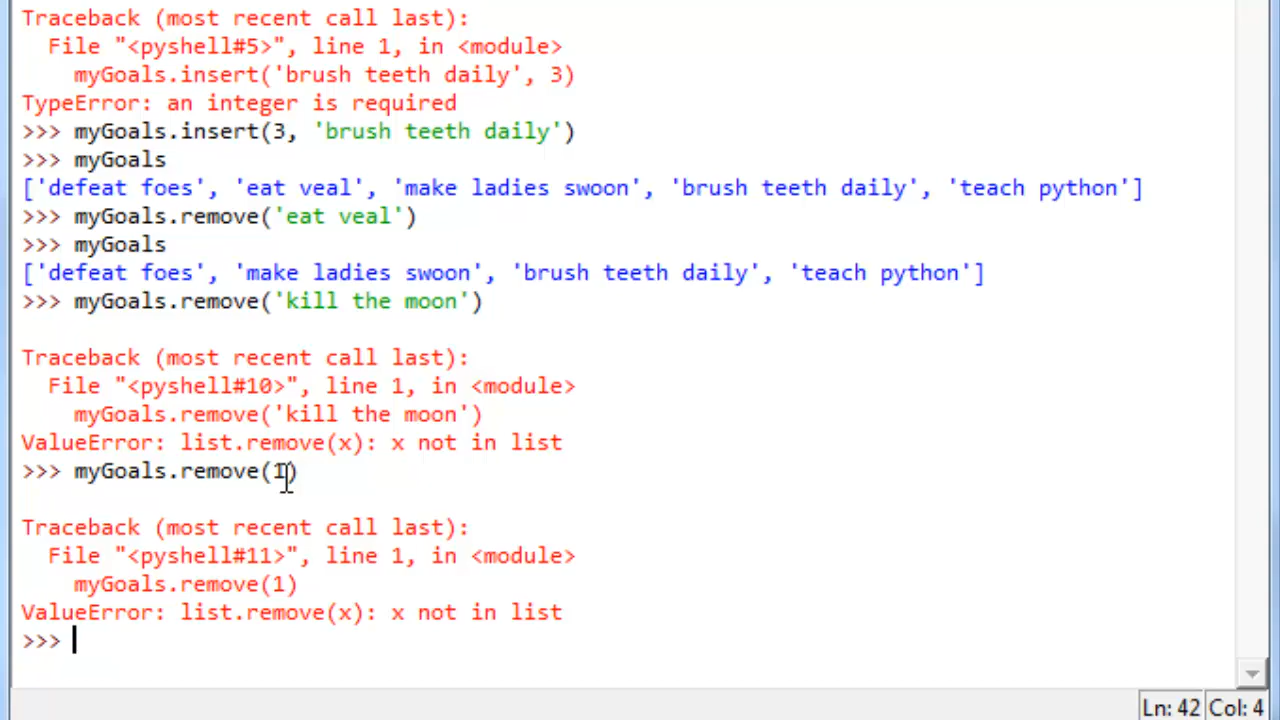 Traceback (most recent call last):
  File "<pyshell#5>", line 1, in <module>
    myGoals.insert('brush teeth daily', 3)
TypeError: an integer is required
>>> myGoals.insert(3, 'brush teeth daily')
>>> myGoals
['defeat foes', 'eat veal', 'make ladies swoon', 'brush teeth daily', 'teach python']
>>> myGoals.remove('eat veal')
>>> myGoals
['defeat foes', 'make ladies swoon', 'brush teeth daily', 'teach python']
>>> myGoals.remove('kill the moon')

Traceback (most recent call last):
  File "<pyshell#10>", line 1, in <module>
    myGoals.remove('kill the moon')
ValueError: list.remove(x): x not in list
>>> myGoals.remove(1)

Traceback (most recent call last):
  File "<pyshell#11>", line 1, in <module>
    myGoals.remove(1)
ValueError: list.remove(x): x not in list
>>>
Ln: 42 Col: 4